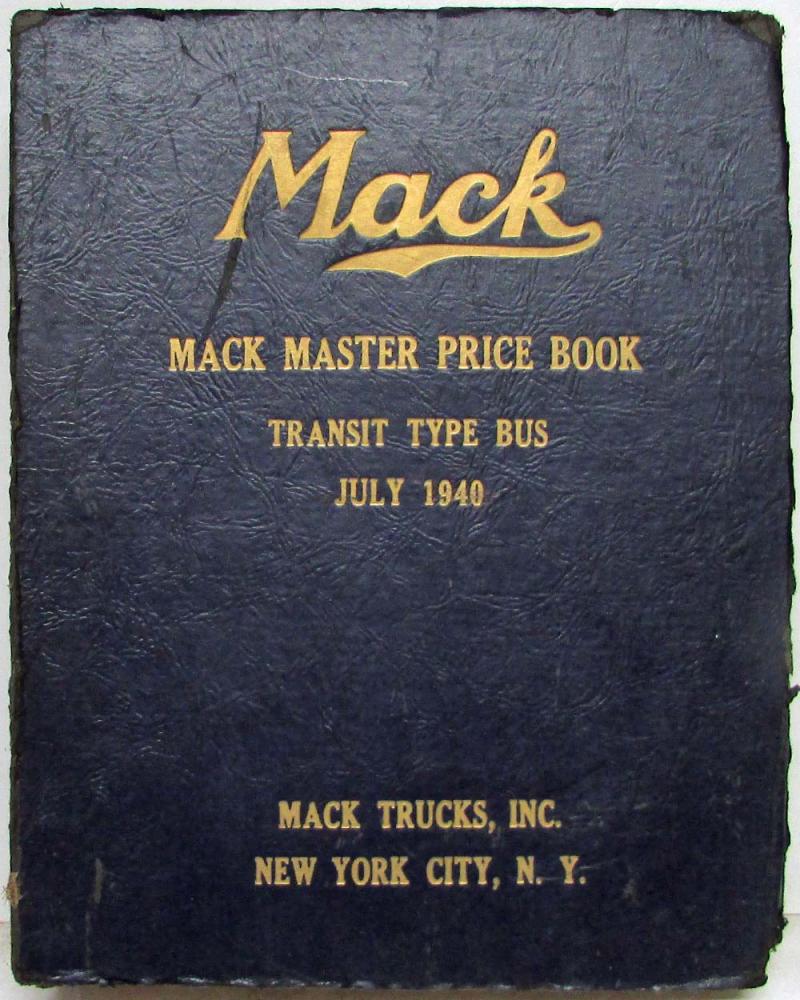 Mack
MACK MASTER PRICE BOOK
TRANSIT TYPE BUS
JULY 1940
MACK TRUCKS, INC.
NEW YORK CITY, N. Y.